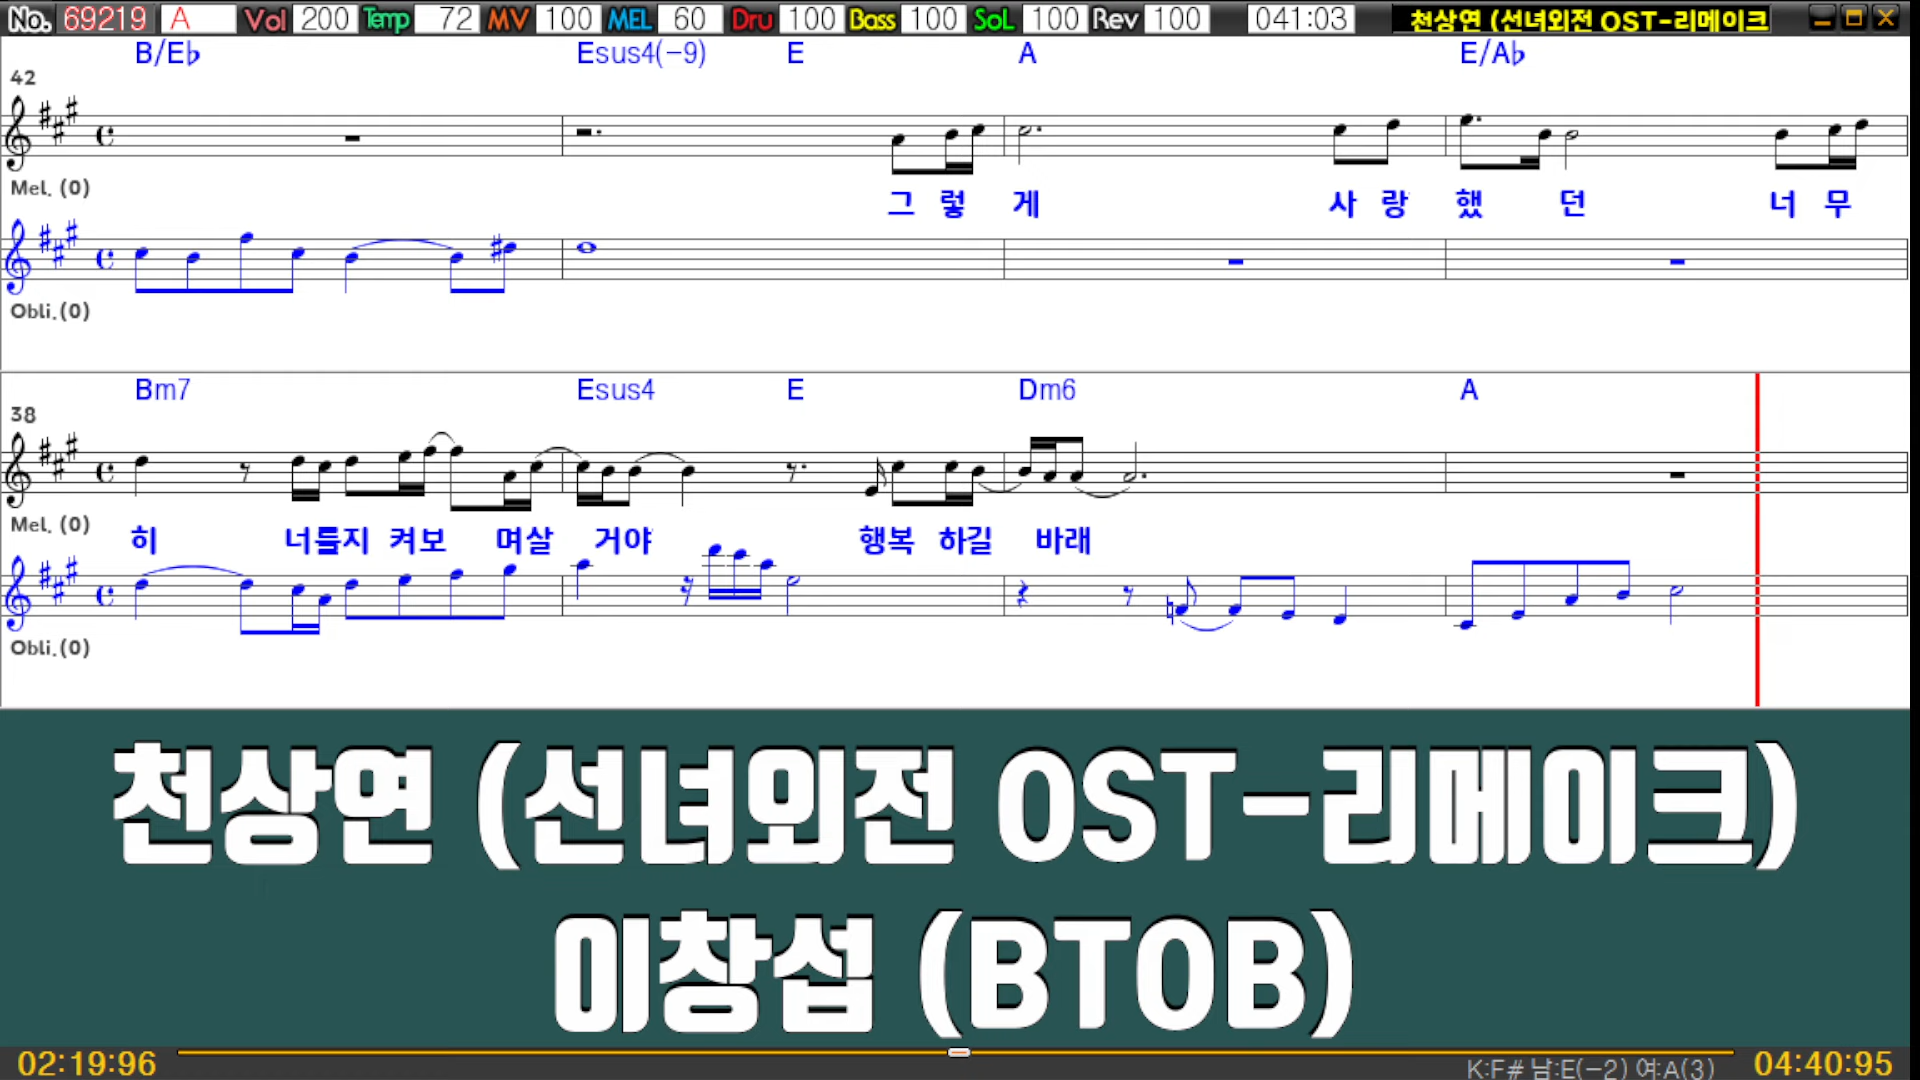 No. 69219 A Vol 200 Temp 72 MV 100 MEL 60 Dru 100 Bass 100 SoL 100 Rev 100 041:03 천상연 (선녀외전 OST-리메이크
B/E♭ Esus4(-9) E A E/A♭
42
Mel. (0)
그 렇 게 사 랑 했 던 너 무
Obli.(0)
Bm7 Esus4 E Dm6 A
38
Mel. (0)
히 너를지 켜보 며살 거야 행복 하길 바래
Obli.(0)
천상연 (선녀외전 OST-리메이크)
이창섭 (BTOB)
02:19:96 K:F# 남:E(-2) 여:A(3) 04:40:95